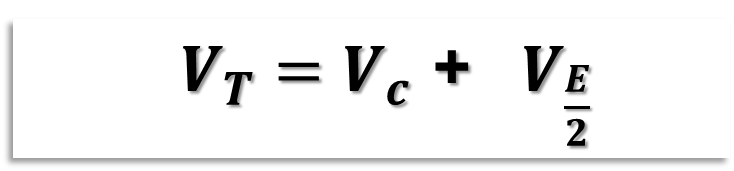 V_T = V_c + V_{E/2}